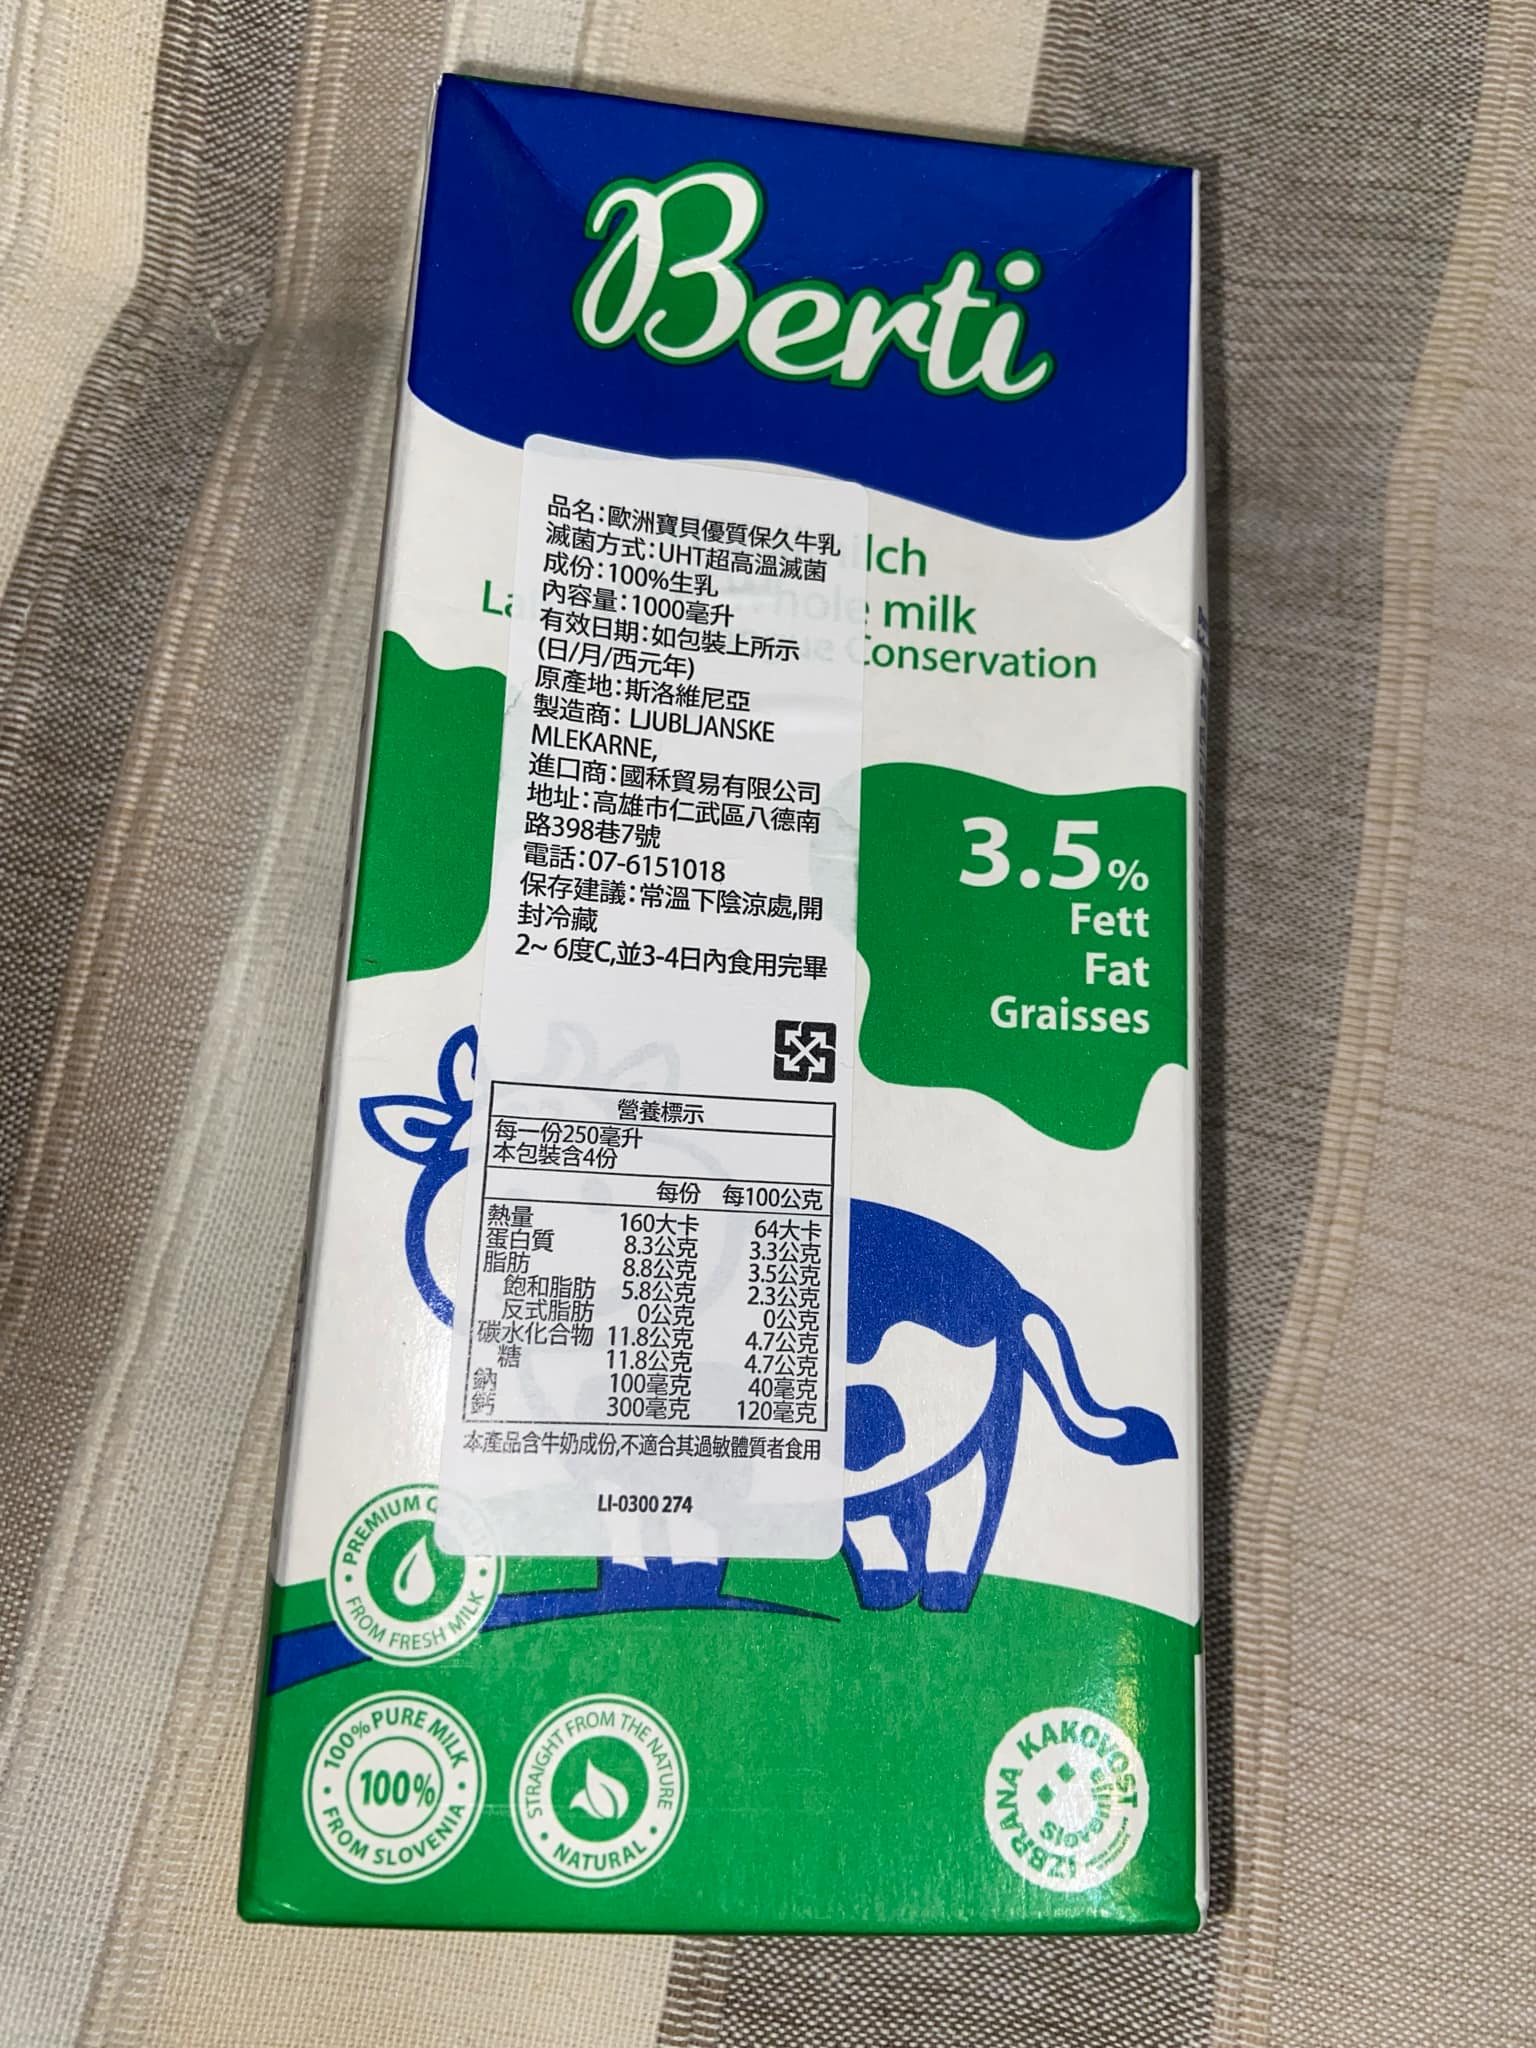 Berti
品名:歐洲寶貝優質保久牛乳
滅菌方式:UHT超高溫滅菌
成份:100%生乳
內容量:1000毫升
有效日期:如包裝上所示
(日/月/西元年)
原產地:斯洛維尼亞
製造商: LJUBLJANSKE
MLEKARNE,
進口商:國秝貿易有限公司
地址:高雄市仁武區八德南
路398巷7號
電話:07-6151018
保存建議:常溫下陰涼處,開
封冷藏
2~ 6度C,並3-4日內食用完畢
milk
Conservation
3.5%
Fett
Fat
Graisses
營養標示
每一份250毫升
本包裝含4份
每份 每100公克
熱量 160大卡 64大卡
蛋白質 8.3公克 3.3公克
脂肪 8.8公克 3.5公克
飽和脂肪 5.8公克 2.3公克
反式脂肪 0公克 0公克
碳水化合物 11.8公克 4.7公克
糖 11.8公克 4.7公克
鈉 100毫克 40毫克
鈣 300毫克 120毫克
本產品含牛奶成份,不適合其過敏體質者食用
LI-0300 274
PREMIUM QUALITY
FROM FRESH MILK
100% PURE MILK
100%
FROM SLOVENIA
STRAIGHT FROM THE NATURE
NATURAL
IZBRANA KAKOVOST
Slovenija